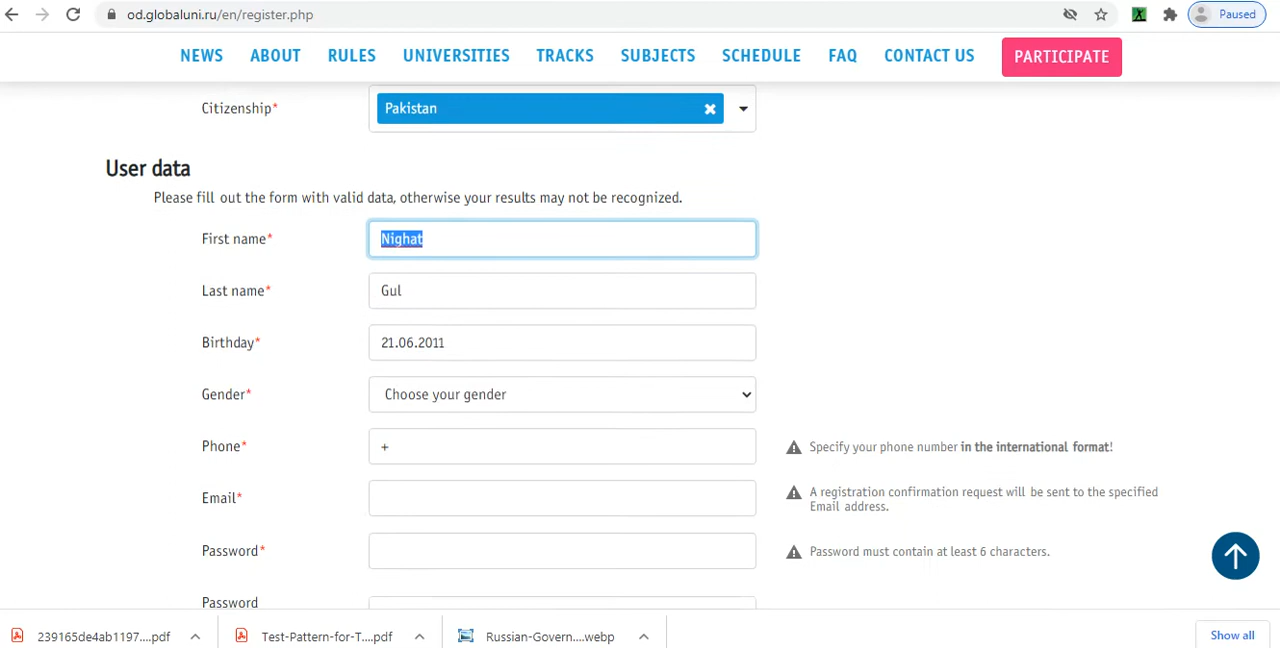 od.globaluni.ru/en/register.php
Paused
NEWS ABOUT RULES UNIVERSITIES TRACKS SUBJECTS SCHEDULE FAQ CONTACT US PARTICIPATE
Citizenship* Pakistan
User data
Please fill out the form with valid data, otherwise your results may not be recognized.
First name* Nighat
Last name* Gul
Birthday* 21.06.2011
Gender* Choose your gender
Phone* + Specify your phone number in the international format!
Email* A registration confirmation request will be sent to the specified
Email address.
Password* Password must contain at least 6 characters.
Password
239165de4ab1197....pdf Test-Pattern-for-T....pdf Russian-Govern....webp Show all